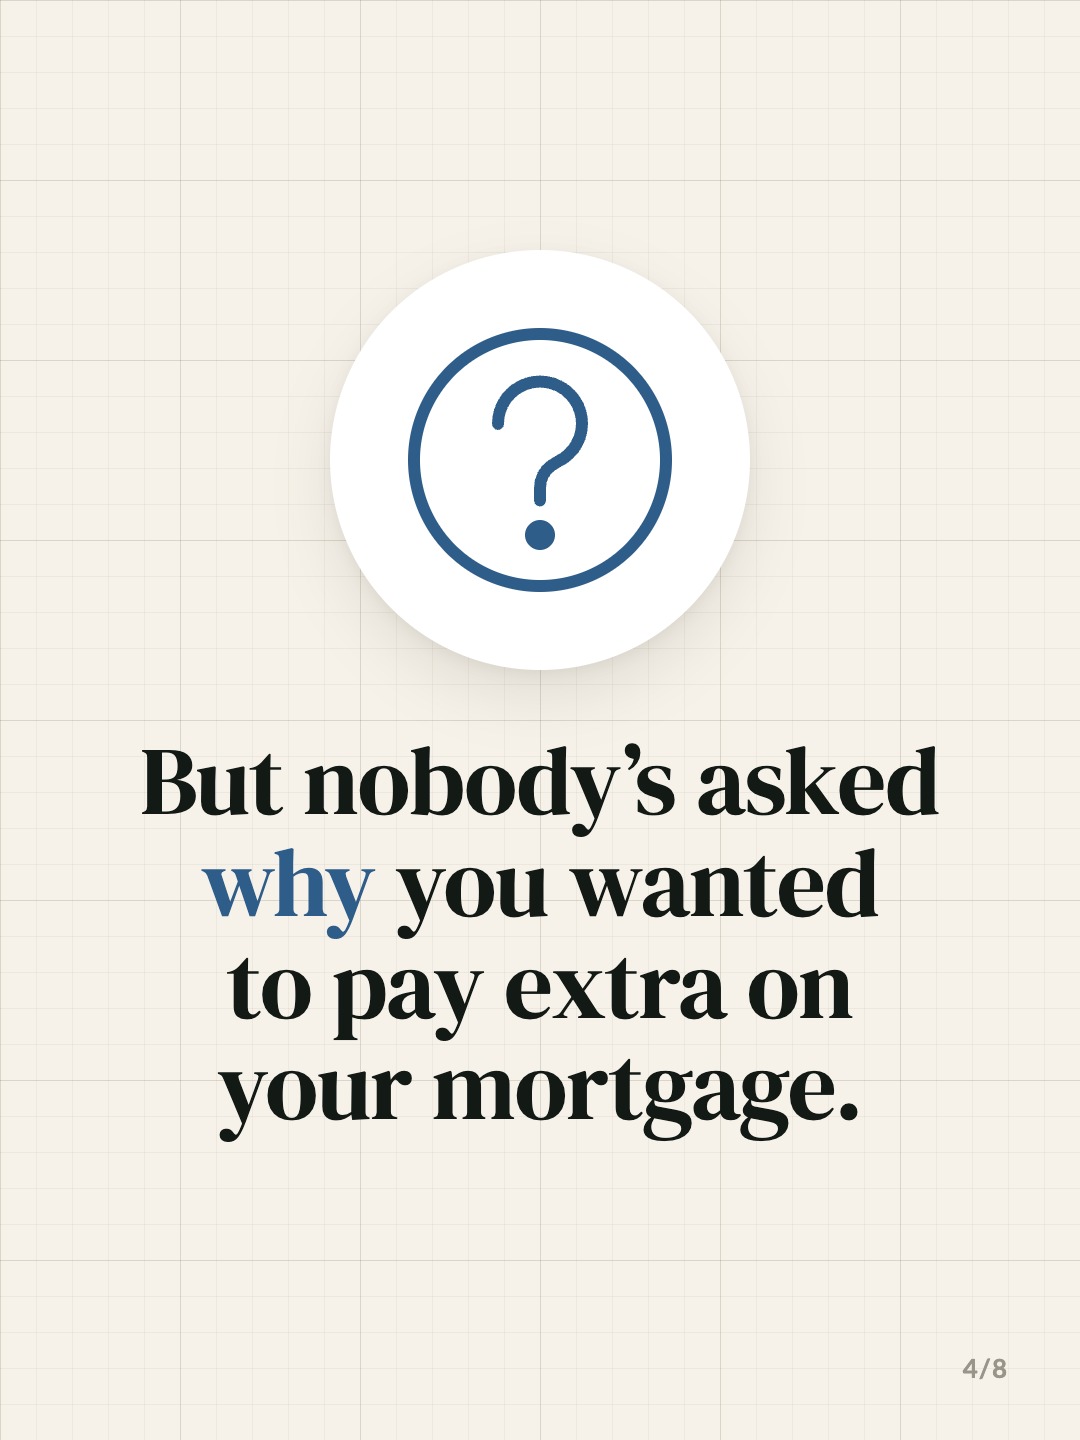 ?
But nobody’s asked
why you wanted
to pay extra on
your mortgage.
4/8